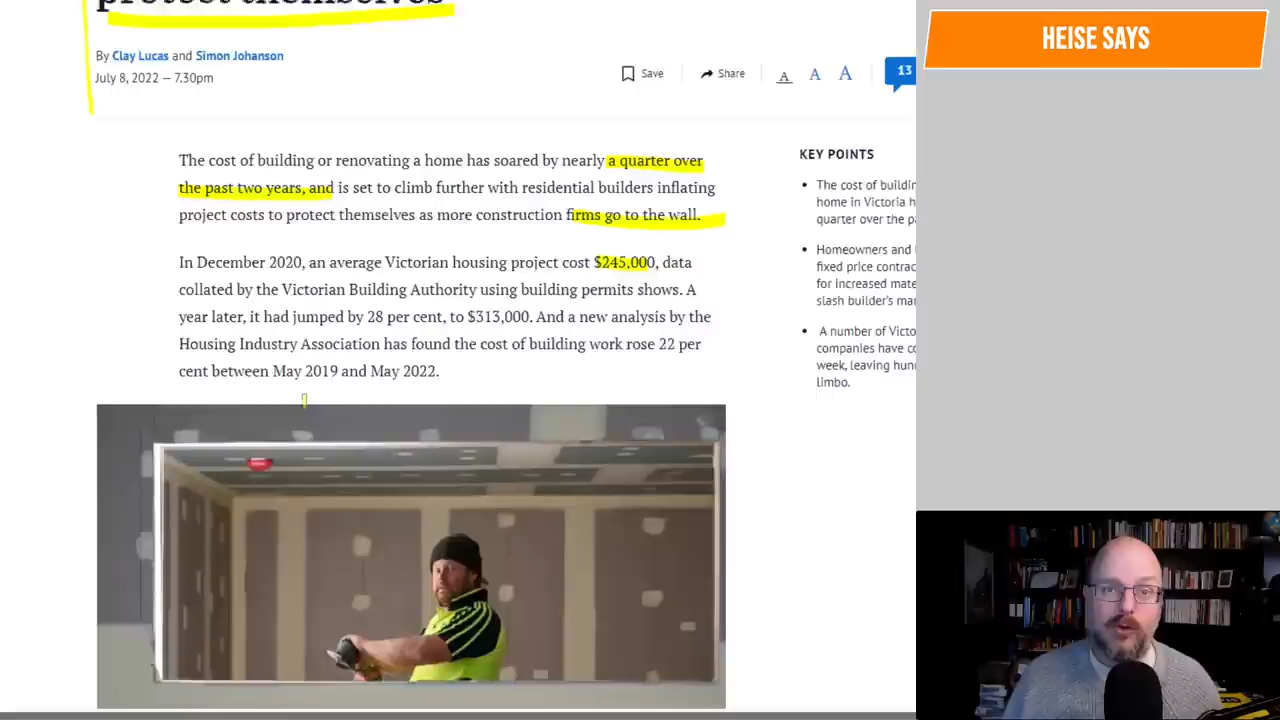 protect themselves
HEISE SAYS
By Clay Lucas and Simon Johanson
July 8, 2022 — 7.30pm
Save
Share
A
A
A
13
The cost of building or renovating a home has soared by nearly a quarter over
the past two years, and is set to climb further with residential builders inflating
project costs to protect themselves as more construction firms go to the wall.
In December 2020, an average Victorian housing project cost $245,000, data
collated by the Victorian Building Authority using building permits shows. A
year later, it had jumped by 28 per cent, to $313,000. And a new analysis by the
Housing Industry Association has found the cost of building work rose 22 per
cent between May 2019 and May 2022.
KEY POINTS
The cost of buildin
home in Victoria h
quarter over the pa
Homeowners and
fixed price contrac
for increased mate
slash builder's mar
A number of Victo
companies have co
week, leaving hun
limbo.